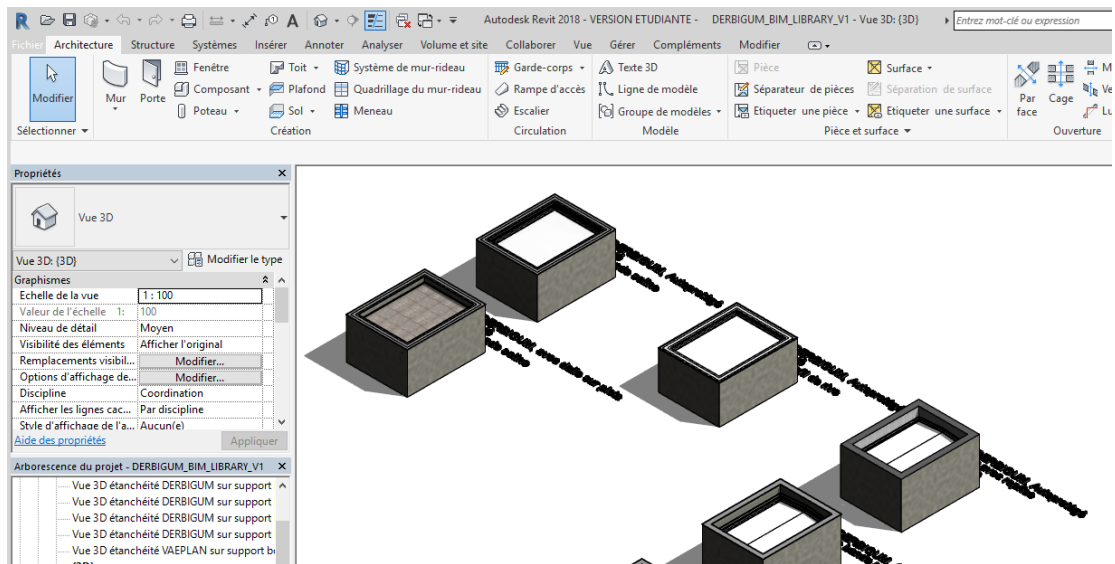 Autodesk Revit 2018 - VERSION ETUDIANTE - DERBIGUM_BIM_LIBRARY_V1 - Vue 3D: {3D} Entrez mot-clé ou expression
Fichier Architecture Structure Systèmes Insérer Annoter Analyser Volume et site Collaborer Vue Gérer Compléments Modifier
Fenêtre Toit Système de mur-rideau Garde-corps Texte 3D Pièce Surface
Modifier Mur Porte Composant Plafond Quadrillage du mur-rideau Rampe d'accès Ligne de modèle Séparateur de pièces Séparation de surface Par face Cage
Poteau Sol Meneau Escalier Groupe de modèles Etiqueter une pièce Etiqueter une surface
Sélectionner Création Circulation Modèle Pièce et surface Ouverture
Propriétés
Vue 3D
Vue 3D: {3D} Modifier le type
Graphismes
Echelle de la vue 1 : 100
Valeur de l'échelle 1: 100
Niveau de détail Moyen
Visibilité des éléments Afficher l'original
Remplacements visibil... Modifier...
Options d'affichage de... Modifier...
Discipline Coordination
Afficher les lignes cac... Par discipline
Style d'affichage de l'a... Aucun(e)
Aide des propriétés Appliquer
Arborescence du projet - DERBIGUM_BIM_LIBRARY_V1
Vue 3D étanchéité DERBIGUM sur support
Vue 3D étanchéité DERBIGUM sur support
Vue 3D étanchéité DERBIGUM sur support
Vue 3D étanchéité DERBIGUM sur support
Vue 3D étanchéité VAEPLAN sur support